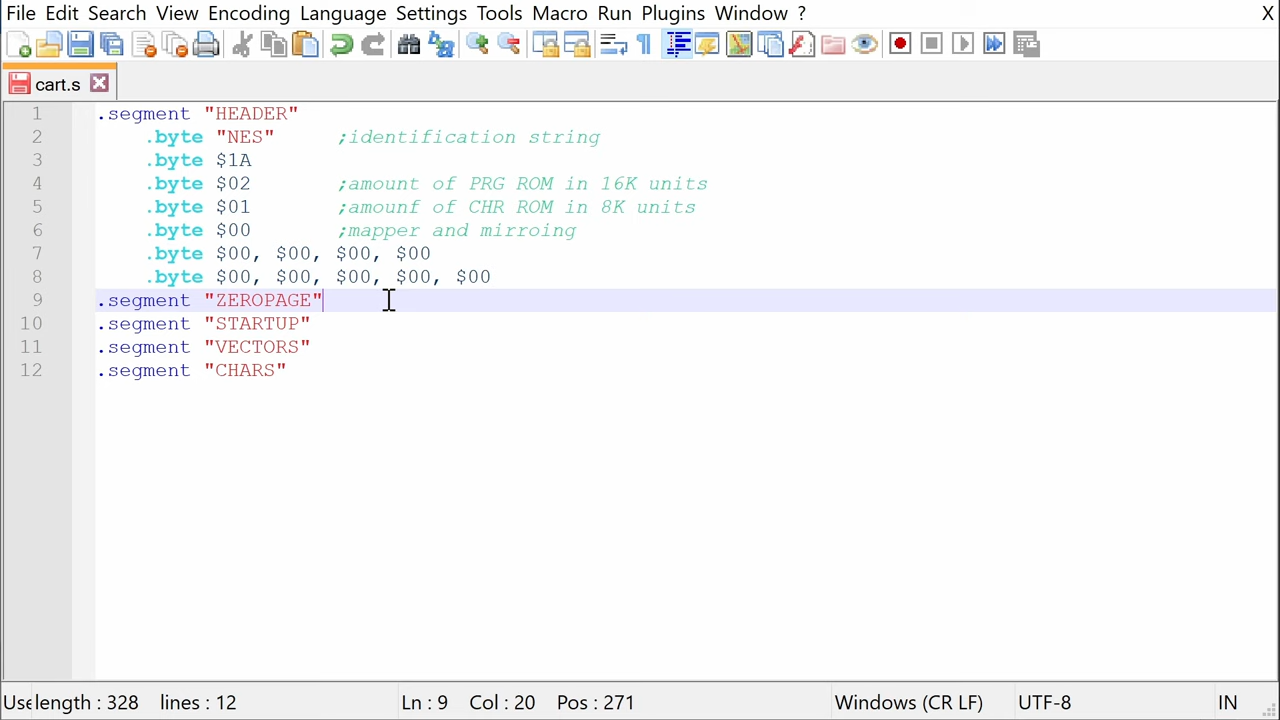 File Edit Search View Encoding Language Settings Tools Macro Run Plugins Window ? X
cart.s
1 .segment "HEADER"
2 .byte "NES" ;identification string
3 .byte $1A
4 .byte $02 ;amount of PRG ROM in 16K units
5 .byte $01 ;amounf of CHR ROM in 8K units
6 .byte $00 ;mapper and mirroing
7 .byte $00, $00, $00, $00
8 .byte $00, $00, $00, $00, $00
9 .segment "ZEROPAGE"
10 .segment "STARTUP"
11 .segment "VECTORS"
12 .segment "CHARS"
Use length : 328 lines : 12 Ln : 9 Col : 20 Pos : 271 Windows (CR LF) UTF-8 IN